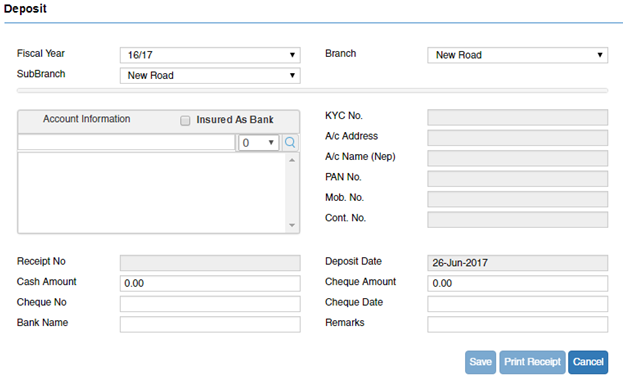 Deposit
Fiscal Year 16/17 Branch New Road
SubBranch New Road
Account Information Insured As Bank
0
KYC No.
A/c Address
A/c Name (Nep)
PAN No.
Mob. No.
Cont. No.
Receipt No Deposit Date 26-Jun-2017
Cash Amount 0.00 Cheque Amount 0.00
Cheque No Cheque Date
Bank Name Remarks
Save Print Receipt Cancel